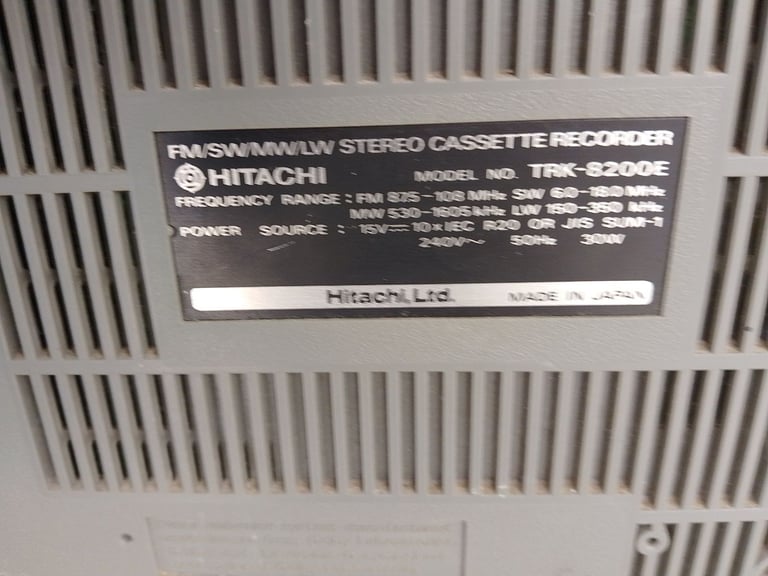 FM/SW/MW/LW STEREO CASSETTE RECORDER
HITACHI MODEL NO. TRK-8200E
FREQUENCY RANGE : FM 87.5-108 MHz SW 6.0-18.0 MHz
MW 530-1605 kHz LW 150-350 kHz
POWER SOURCE : 15V⎓ 10×IEC R20 OR JIS SUM-1
240V~ 50Hz 30W
Hitachi, Ltd. MADE IN JAPAN